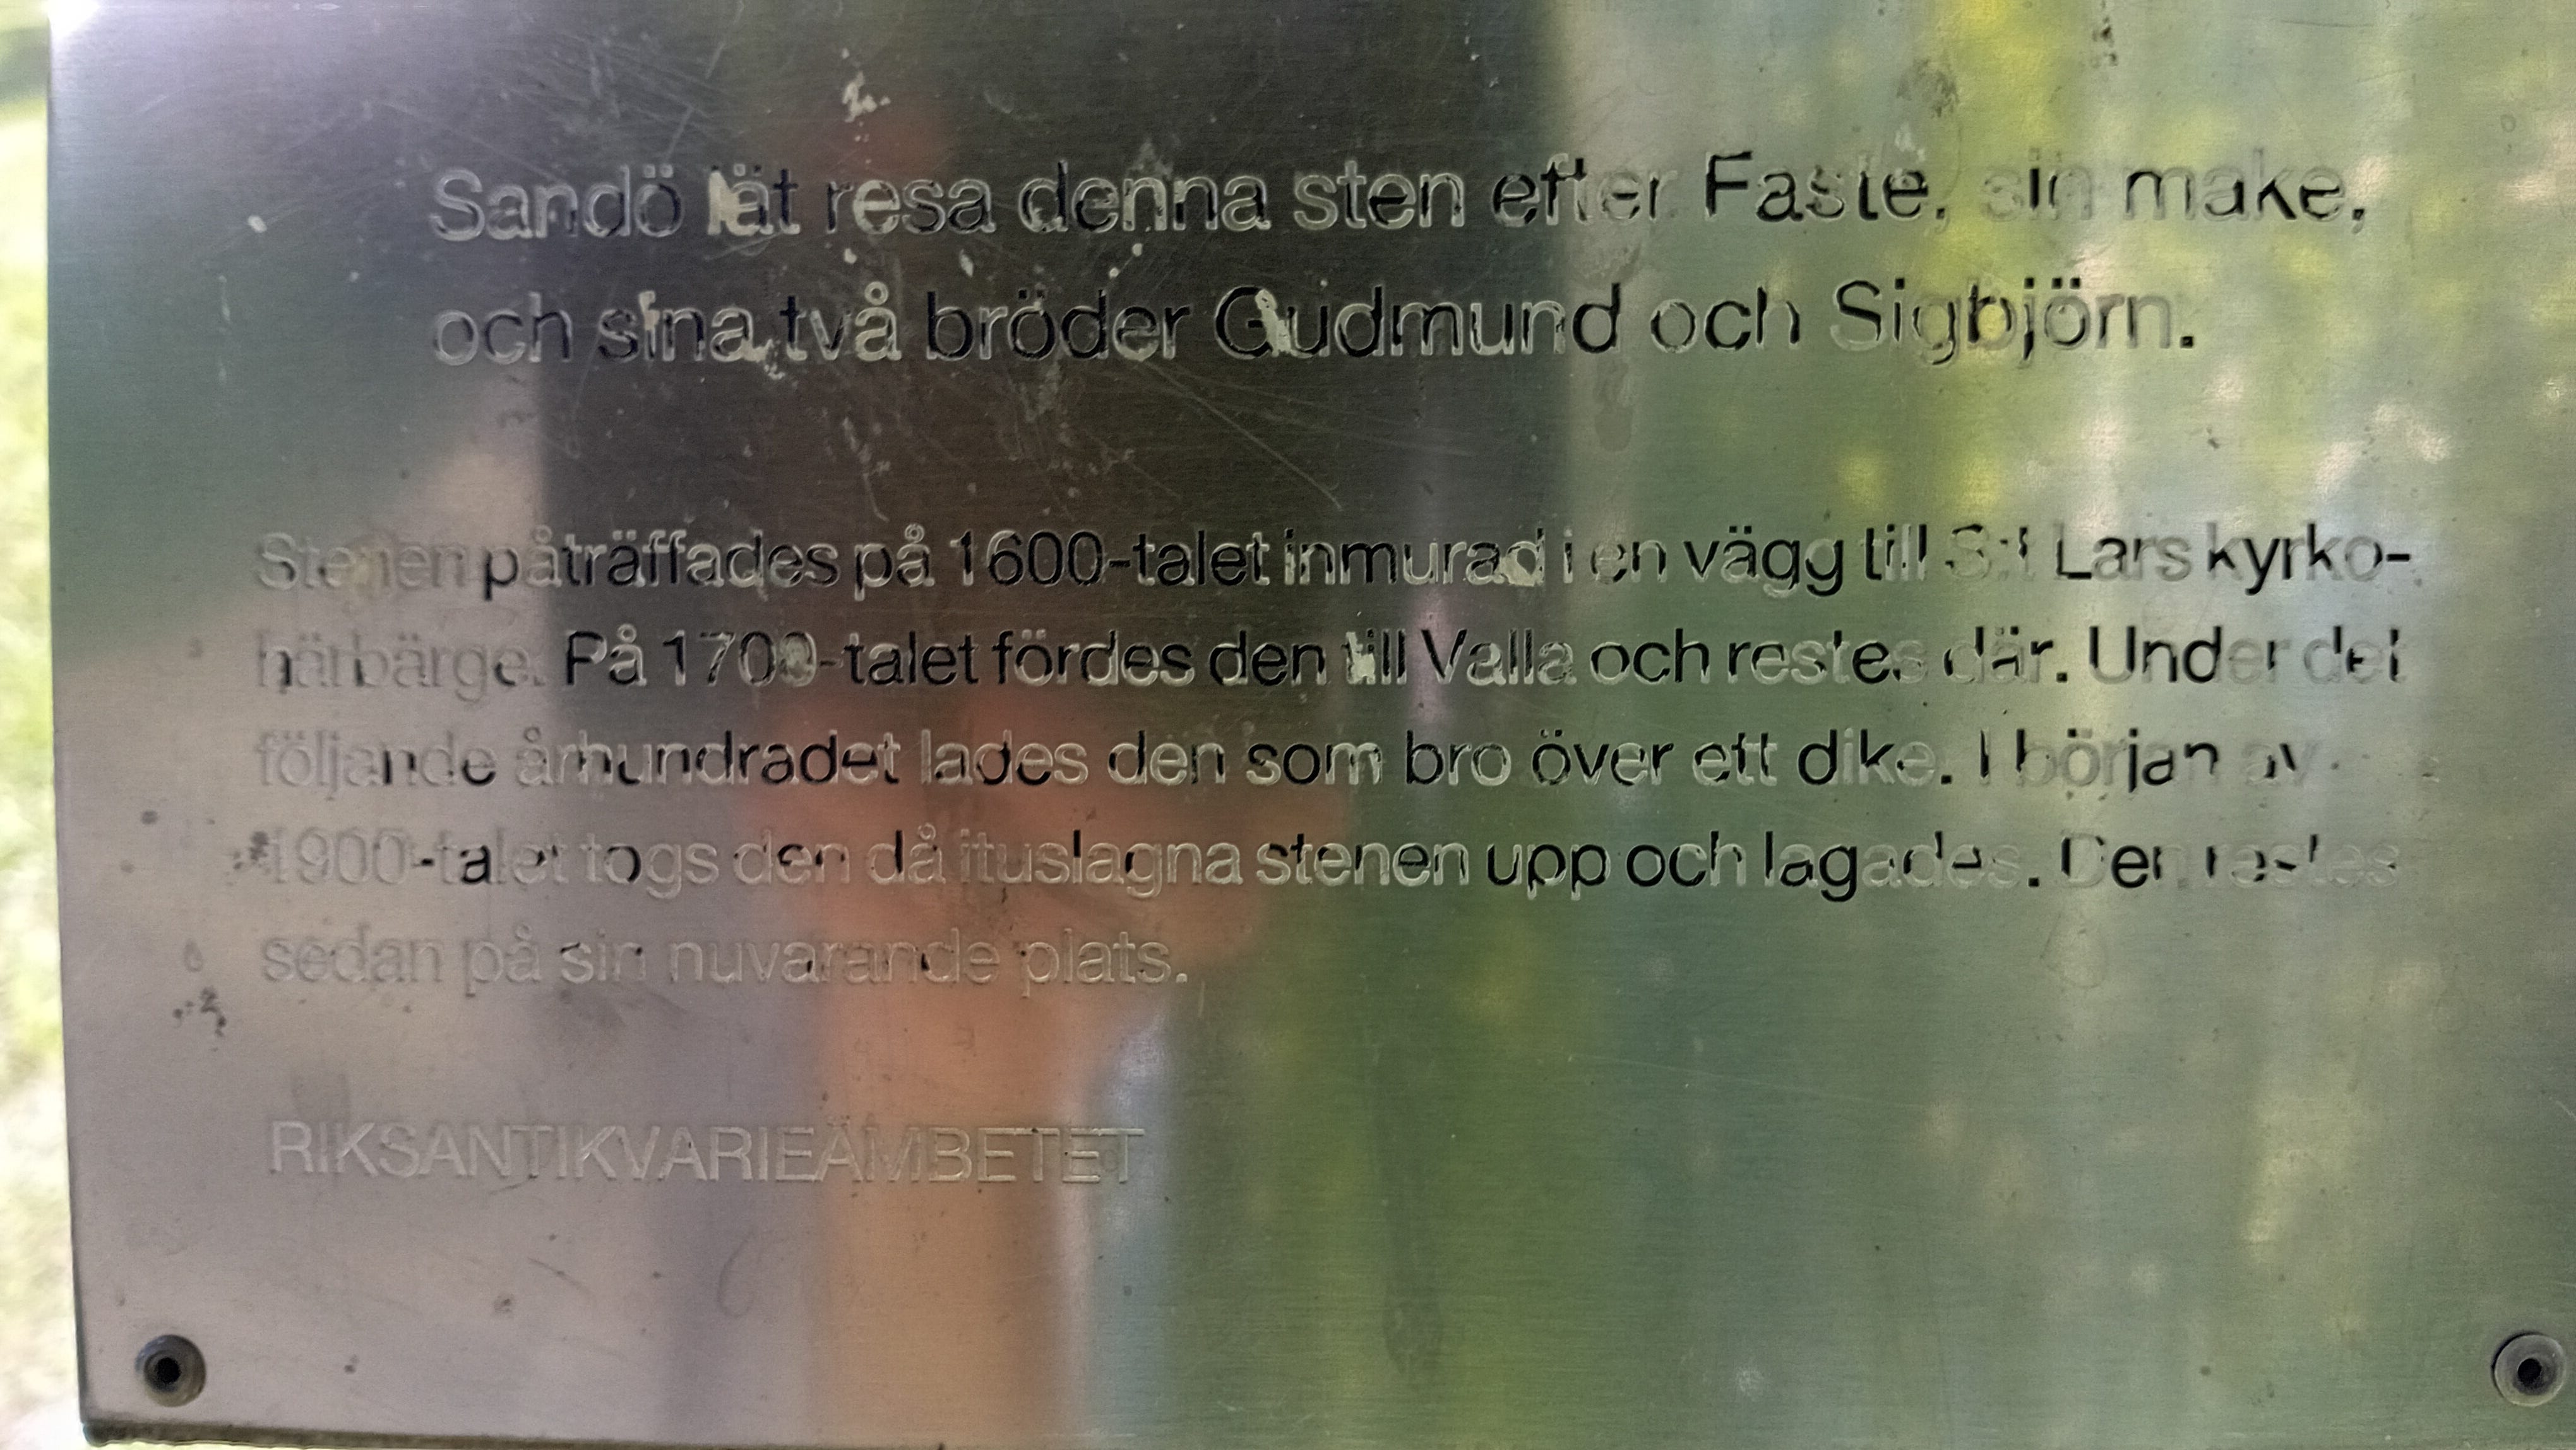 Sandö lät resa denna sten efter Faste, sin make,
och sina två bröder Gudmund och Sigbjörn.
Stenen påträffades på 1600-talet inmurad i en vägg till S:t Lars kyrko-
härbärge. På 1700-talet fördes den till Valla och restes där. Under det
följande århundradet lades den som bro över ett dike. I början av
1900-talet togs den då ituslagna stenen upp och lagades. Den restes
sedan på sin nuvarande plats.
RIKSANTIKVARIEÄMBETET